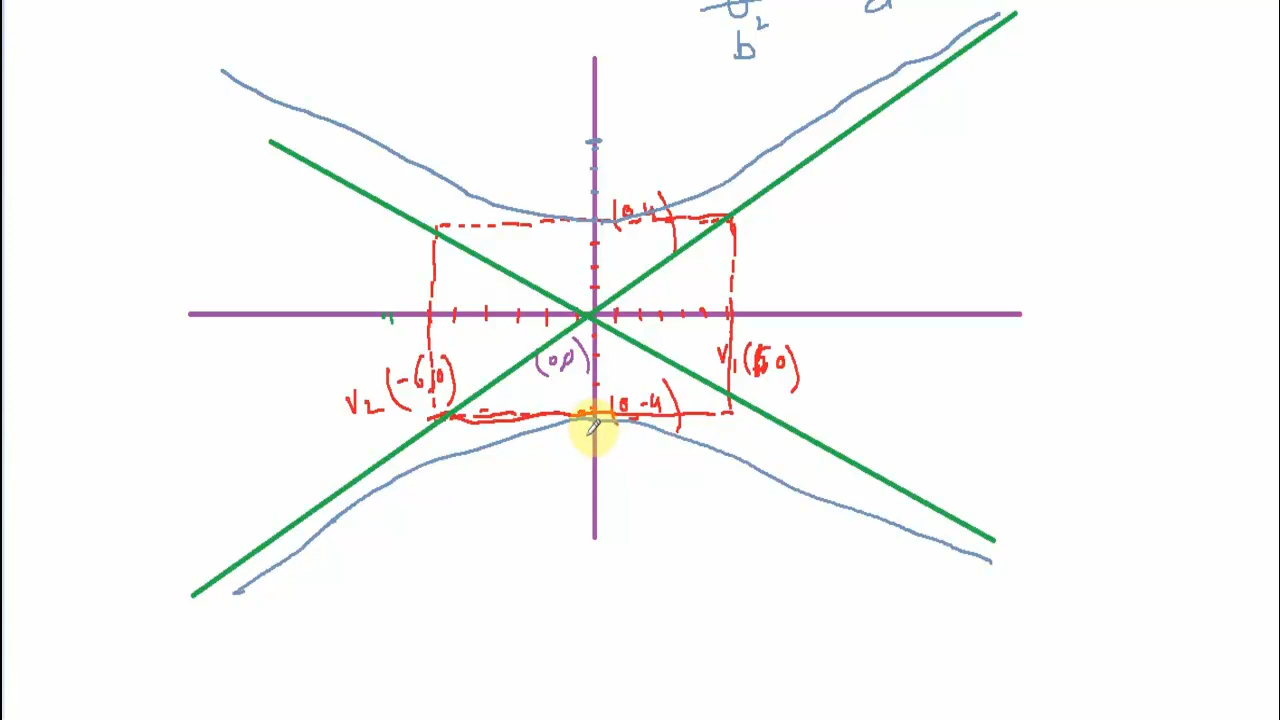 b²
(0 4)
(0,0)
V1 (6 0)
V2 (-6,0)
(0 -4)